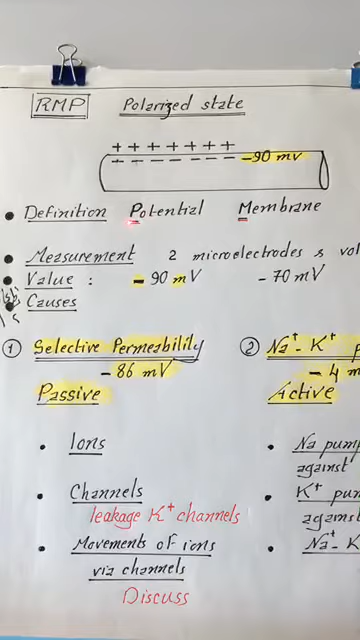 RMP Polarized state
+ + + + + + +
- - - - - - - -90 mV
• Definition Potential Membrane
• Measurement 2 microelectrodes & vol
• Value : - 90 mV - 70 mV
• Causes
① Selective Permeability ② Na+ - K+ p
- 86 mV - 4 m
Passive Active
• Ions • Na pump
against
• Channels • K+ pum
leakage K+ channels against
• Movements of ions • Na+ - K
via channels
Discuss